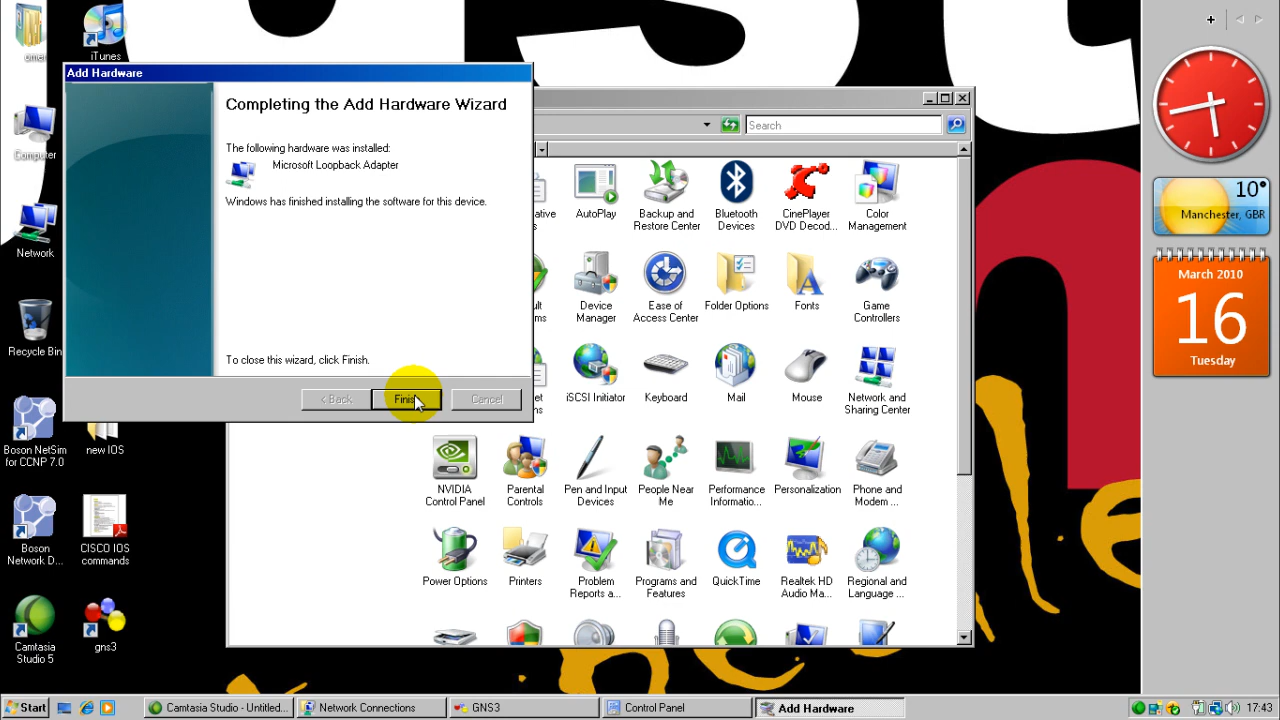 omer
iTunes
Computer
Network
Recycle Bin
Boson NetSim
for CCNP 7.0
new IOS
Boson
Network D...
CISCO IOS
commands
Camtasia
Studio 5
gns3
Add Hardware
Completing the Add Hardware Wizard
The following hardware was installed:
Microsoft Loopback Adapter
Windows has finished installing the software for this device.
To close this wizard, click Finish.
< Back
Finish
Cancel
Search
AutoPlay
Backup and
Restore Center
Bluetooth
Devices
CinePlayer
DVD Decod...
Color
Management
Device
Manager
Ease of
Access Center
Folder Options
Fonts
Game
Controllers
iSCSI Initiator
Keyboard
Mail
Mouse
Network and
Sharing Center
NVIDIA
Control Panel
Parental
Controls
Pen and Input
Devices
People Near
Me
Performance
Informatio...
Personalization
Phone and
Modem ...
Power Options
Printers
Problem
Reports a...
Programs and
Features
QuickTime
Realtek HD
Audio Ma...
Regional and
Language ...
10°
Manchester, GBR
March 2010
16
Tuesday
Start
Camtasia Studio - Untitled...
Network Connections
GNS3
Control Panel
Add Hardware
17:43